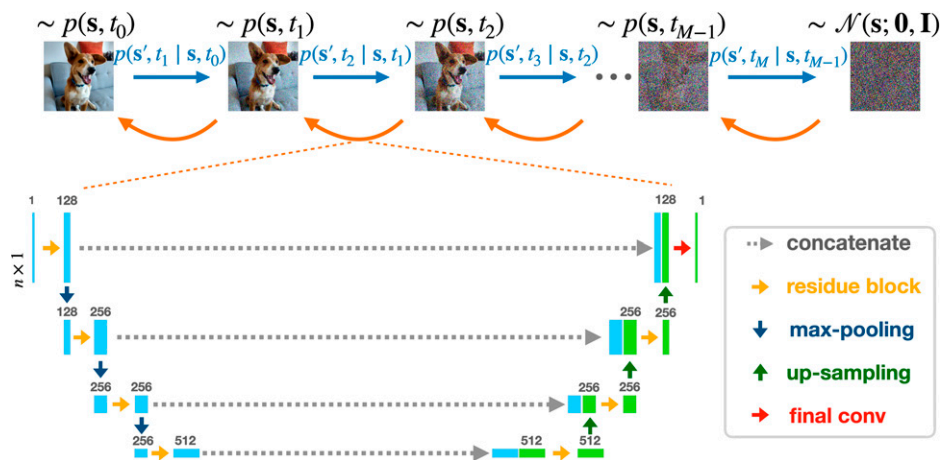 ∼ p(s, t₀) ∼ p(s, t₁) ∼ p(s, t₂) ∼ p(s, t_{M−1}) ∼ 𝒩(s; 0, I)
p(s′, t₁ | s, t₀) p(s′, t₂ | s, t₁) p(s′, t₃ | s, t₂) ••• p(s′, t_M | s, t_{M−1})
1 128 128 1
n × 1
concatenate
residue block
max-pooling
up-sampling
final conv
128 256 256 256
256 256 256 256
256 512 512 512